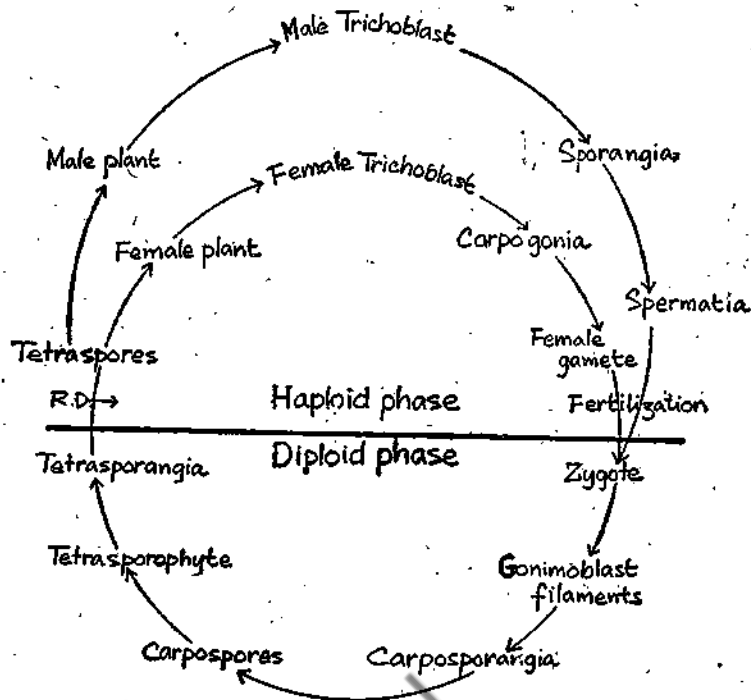 Male Trichoblast
Male plant
Sporangia
Female Trichoblast
Female plant
Carpogonia
Spermatia
Tetraspores
Female
gamete
R.D
Haploid phase
Fertilization
Diploid phase
Tetrasporangia
Zygote
Tetrasporophyte
Gonimoblast
filaments
Carpospores
Carposporangia